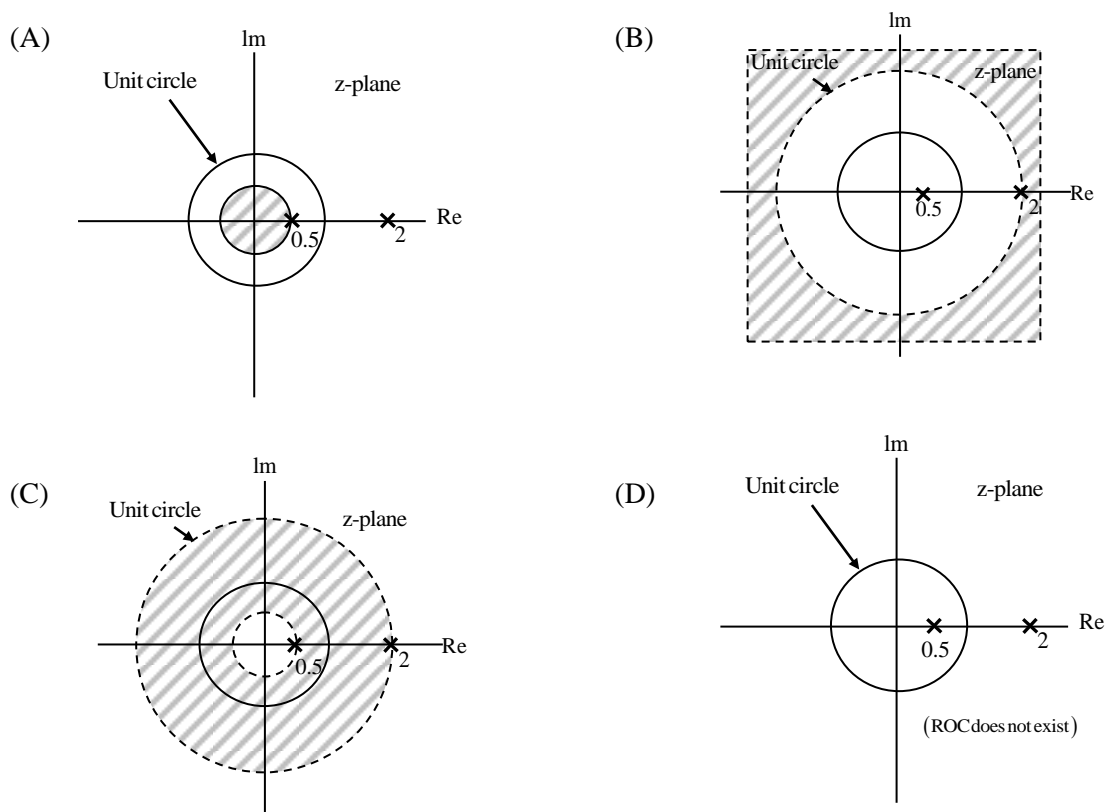 (A)
lm
Unit circle
z-plane
Re
0.5
2
(B)
lm
Unit circle
z-plane
Re
0.5
2
(C)
lm
Unit circle
z-plane
Re
0.5
2
(D)
lm
Unit circle
z-plane
Re
0.5
2
(ROC does not exist)